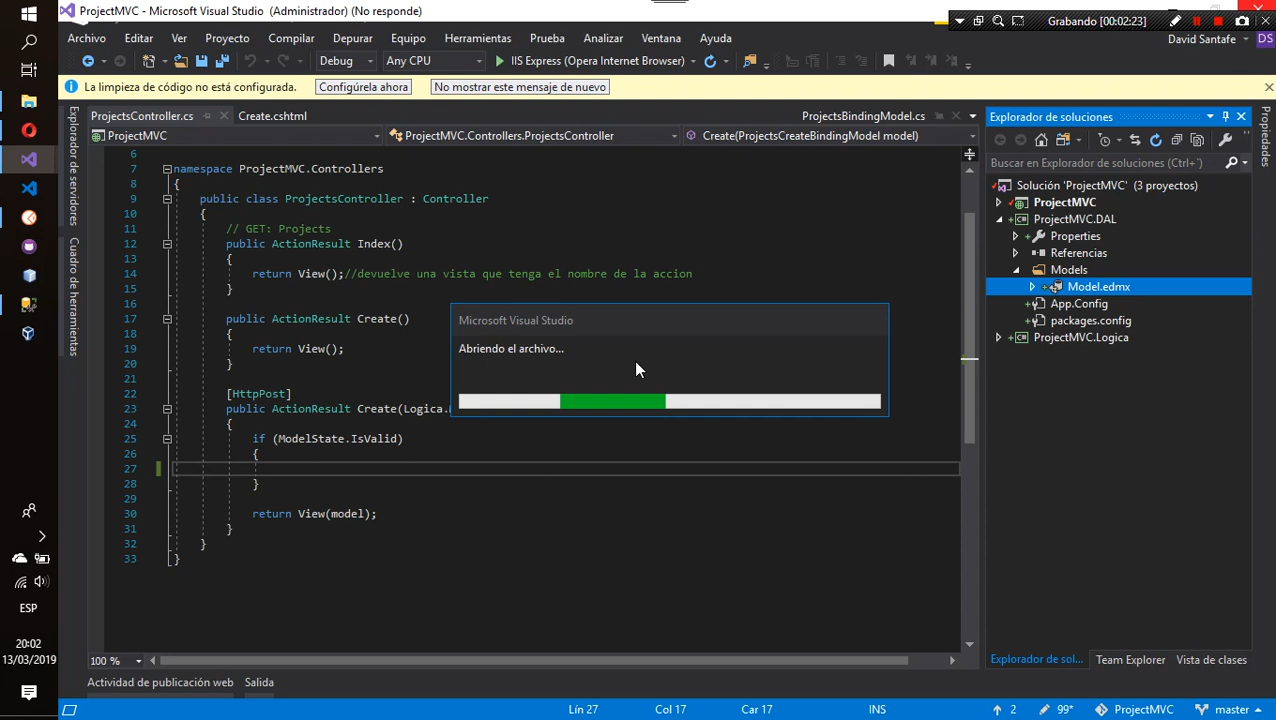 ProjectMVC - Microsoft Visual Studio (Administrador) (No responde)
Grabando [00:02:23]
Archivo Editar Ver Proyecto Compilar Depurar Equipo Herramientas Prueba Analizar Ventana Ayuda
David Santafe DS
Debug Any CPU IIS Express (Opera Internet Browser)
La limpieza de código no está configurada. Configúrela ahora No mostrar este mensaje de nuevo
Explorador de servidores
Cuadro de herramientas
ProjectsController.cs Create.cshtml ProjectsBindingModel.cs
ProjectMVC ProjectMVC.Controllers.ProjectsController Create(ProjectsCreateBindingModel model)
6
7 namespace ProjectMVC.Controllers
8 {
9 public class ProjectsController : Controller
10 {
11 // GET: Projects
12 public ActionResult Index()
13 {
14 return View();//devuelve una vista que tenga el nombre de la accion
15 }
16
17 public ActionResult Create()
18 {
19 return View();
20 }
21
22 [HttpPost]
23 public ActionResult Create(Logica.
24 {
25 if (ModelState.IsValid)
26 {
27
28 }
29
30 return View(model);
31 }
32 }
33 }
Microsoft Visual Studio
Abriendo el archivo...
100 %
Actividad de publicación web Salida
Explorador de soluciones
Buscar en Explorador de soluciones (Ctrl+')
Solución 'ProjectMVC' (3 proyectos)
ProjectMVC
ProjectMVC.DAL
Properties
Referencias
Models
Model.edmx
App.Config
packages.config
ProjectMVC.Logica
Explorador de sol... Team Explorer Vista de clases
Propiedades
Lín 27 Col 17 Car 17 INS 2 99* ProjectMVC master
ESP
20:02
13/03/2019